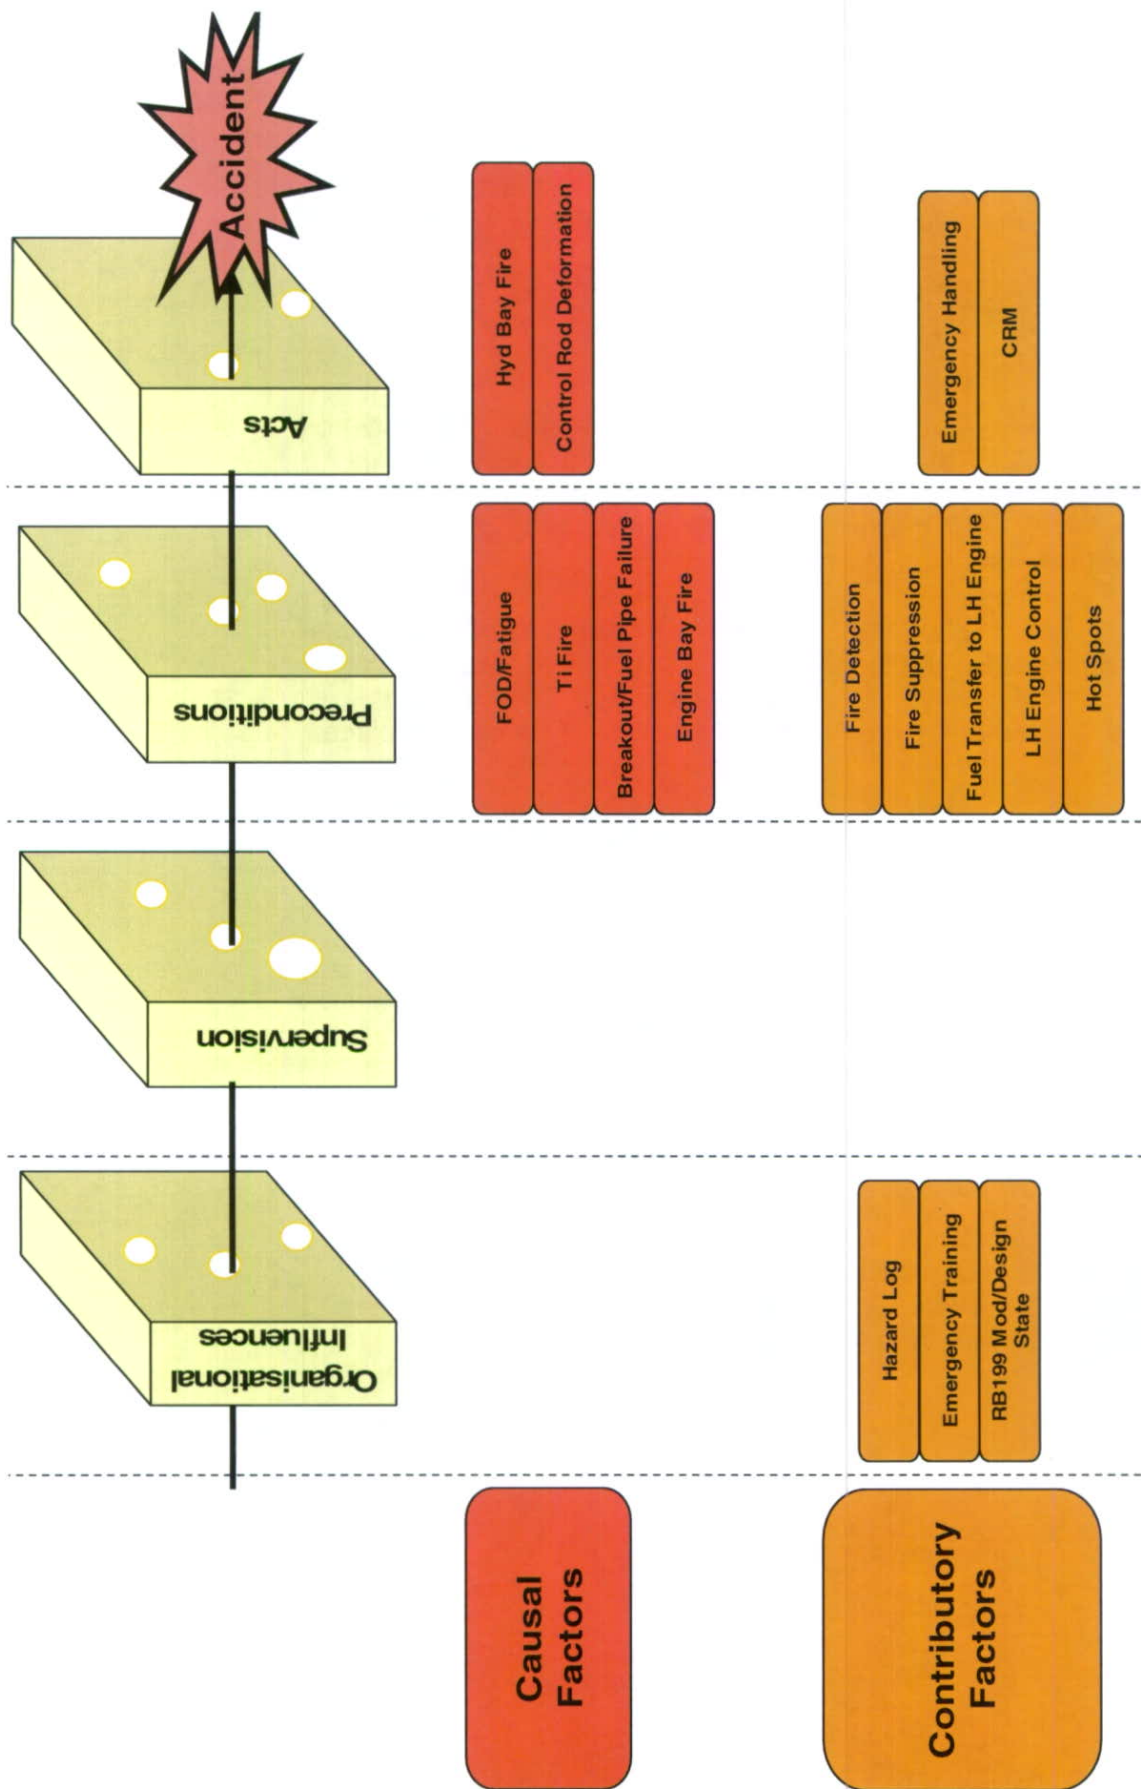 Organisational
Influences
Supervision
Preconditions
Acts
Accident
Causal
Factors
FOD/Fatigue
Ti Fire
Breakout/Fuel Pipe Failure
Engine Bay Fire
Hyd Bay Fire
Control Rod Deformation
Contributory
Factors
Hazard Log
Emergency Training
RB199 Mod/Design
State
Fire Detection
Fire Suppression
Fuel Transfer to LH Engine
LH Engine Control
Hot Spots
Emergency Handling
CRM